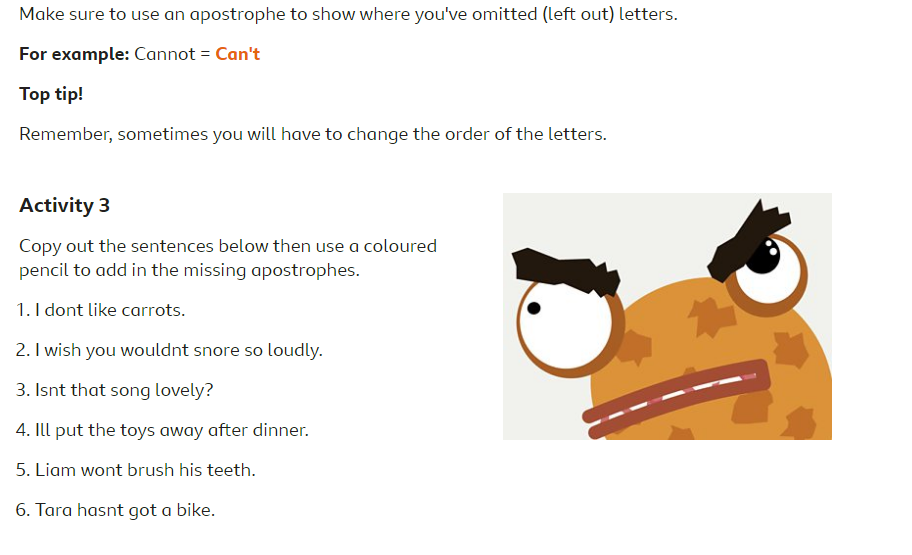 Make sure to use an apostrophe to show where you've omitted (left out) letters.
For example: Cannot = Can't
Top tip!
Remember, sometimes you will have to change the order of the letters.
Activity 3
Copy out the sentences below then use a coloured
pencil to add in the missing apostrophes.
1. I dont like carrots.
2. I wish you wouldnt snore so loudly.
3. Isnt that song lovely?
4. Ill put the toys away after dinner.
5. Liam wont brush his teeth.
6. Tara hasnt got a bike.